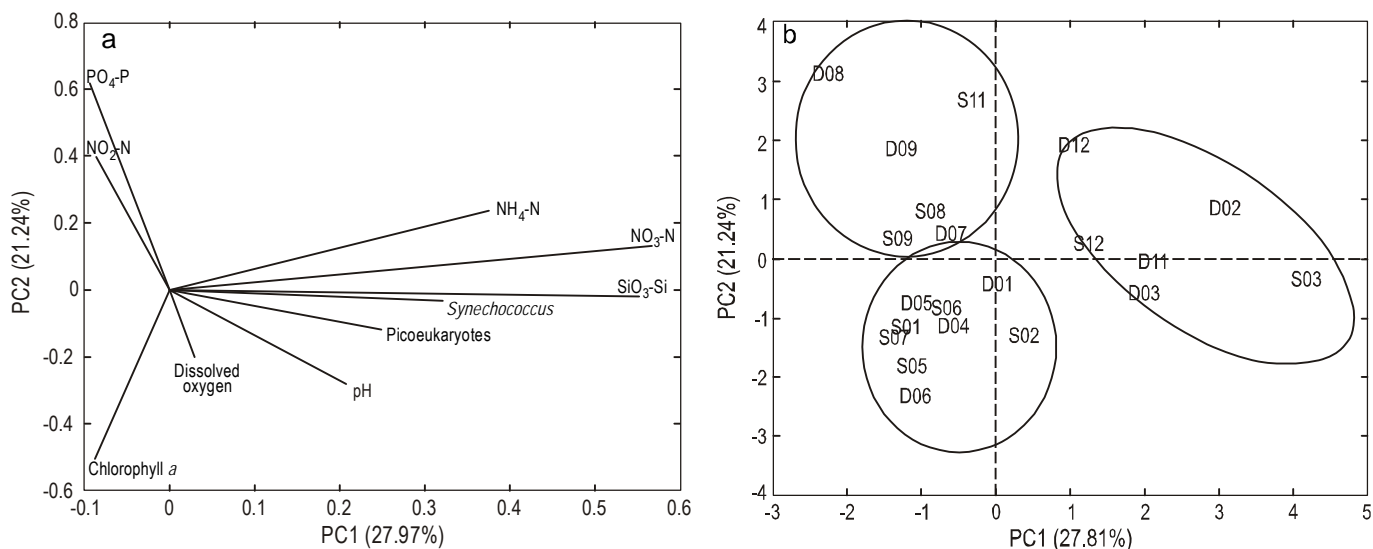 a
0.8
0.6
0.4
0.2
0
-0.2
-0.4
-0.6
PC2 (21.24%)
PO4-P
NO2-N
NH4-N
NO3-N
SiO3-Si
Synechococcus
Picoeukaryotes
Dissolved
oxygen
pH
Chlorophyll a
-0.1 0 0.1 0.2 0.3 0.4 0.5 0.6
PC1 (27.97%)
b
4
3
2
1
0
-1
-2
-3
-4
PC2 (21.24%)
D08
S11
D09
D12
S08
D02
D07
S09
S12
D11
S03
D01
D03
D05
S06
S01
D04
S07
S02
S05
D06
-3 -2 -1 0 1 2 3 4 5
PC1 (27.81%)